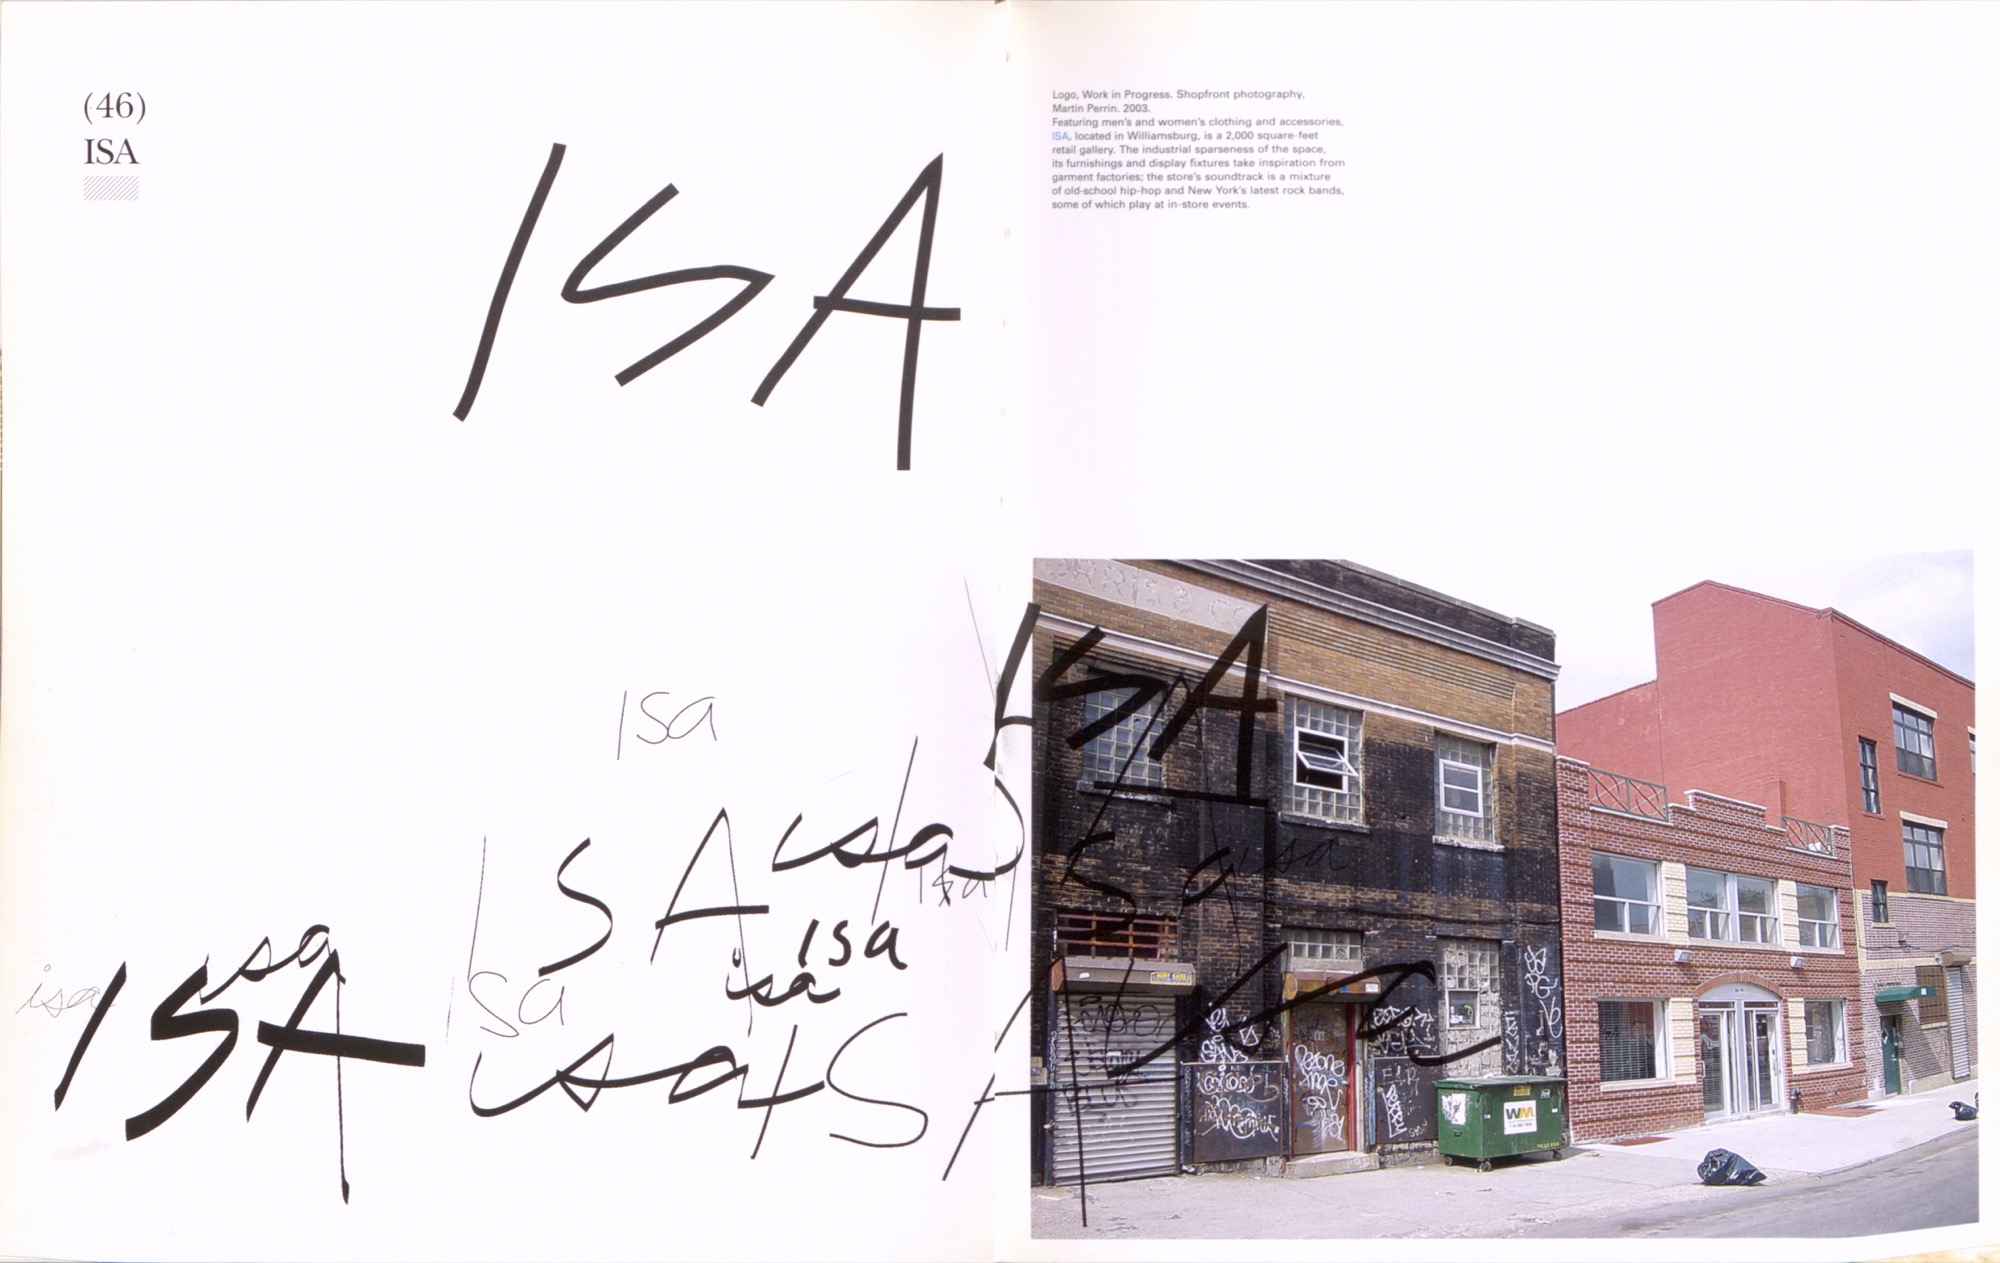 (46)
ISA
ISA
Logo, Work in Progress. Shopfront photography,
Martin Perrin. 2003.
Featuring men's and women's clothing and accessories,
ISA, located in Williamsburg, is a 2,000 square-feet
retail gallery. The industrial sparseness of the space,
its furnishings and display fixtures take inspiration from
garment factories; the store's soundtrack is a mixture
of old-school hip-hop and New York's latest rock bands,
some of which play at in-store events.
ISA
isa
isa
ISA
isa
isa
isa
isa
isa
ISA
isa
isa
isa
ISA
isa
WM